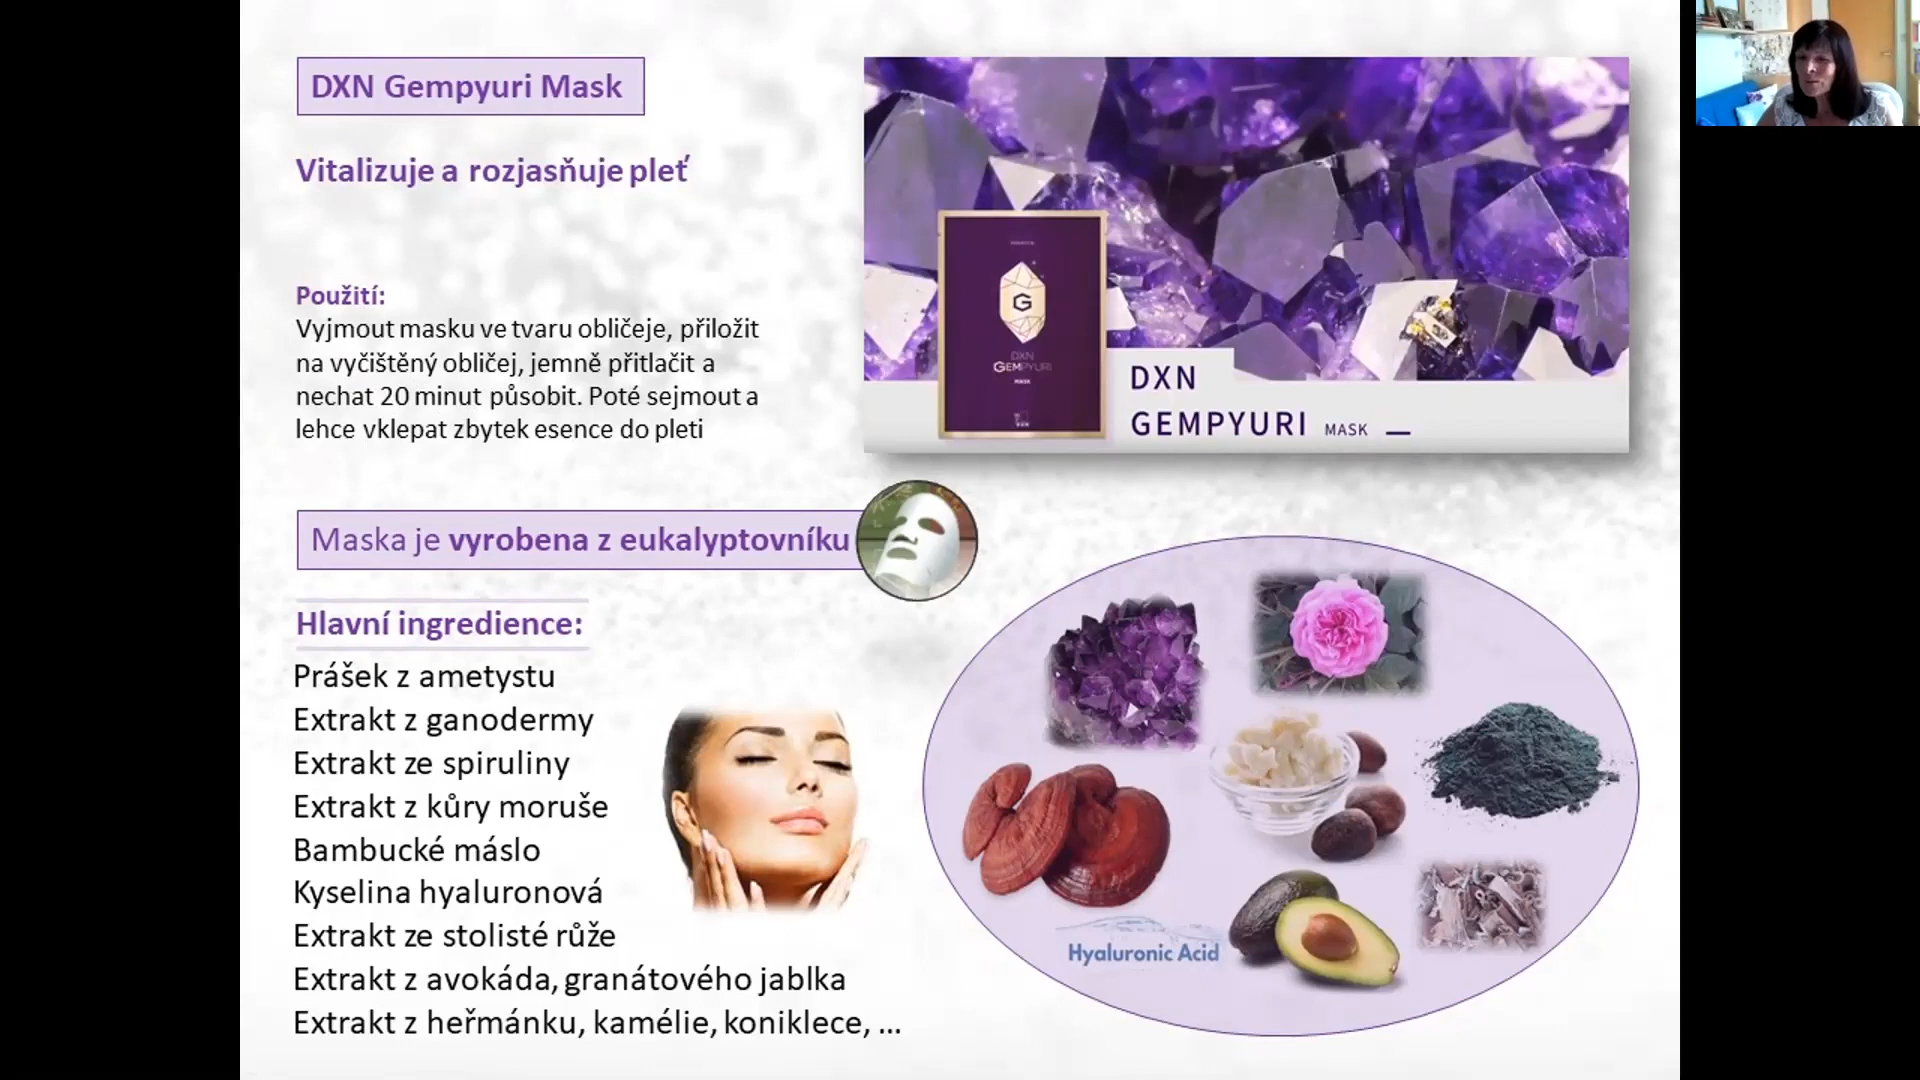 DXN Gempyuri Mask
Vitalizuje a rozjasňuje pleť
Použití:
Vyjmout masku ve tvaru obličeje, přiložit
na vyčištěný obličej, jemně přitlačit a
nechat 20 minut působit. Poté sejmout a
lehce vklepat zbytek esence do pleti
G
DXN
GEMPYURI
MASK
DXN
GEMPYURI MASK
Maska je vyrobena z eukalyptovníku
Hlavní ingredience:
Prášek z ametystu
Extrakt z ganodermy
Extrakt ze spiruliny
Extrakt z kůry moruše
Bambucké máslo
Kyselina hyaluronová
Extrakt ze stolisté růže
Extrakt z avokáda, granátového jablka
Extrakt z heřmánku, kamélie, koniklece, ...
Hyaluronic Acid